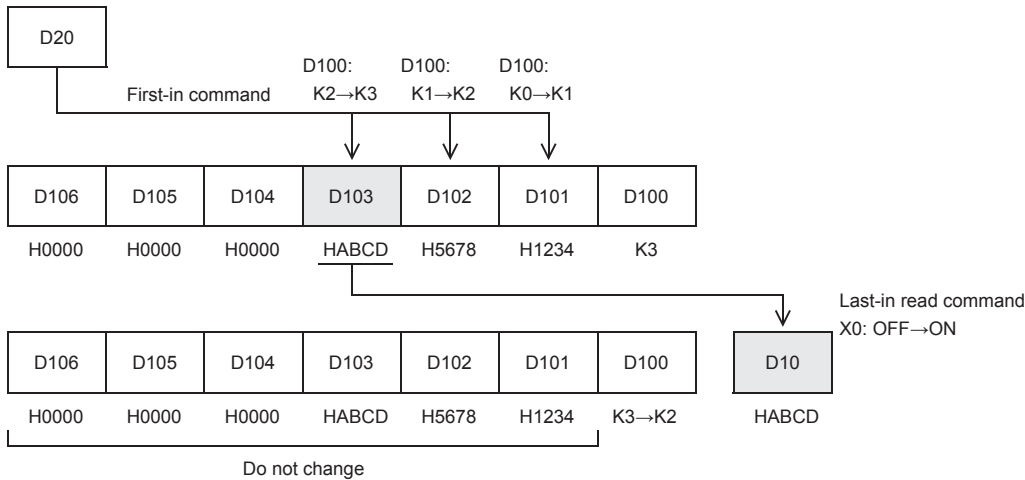 D20
D100: D100: D100:
First-in command K2→K3 K1→K2 K0→K1
D106 D105 D104 D103 D102 D101 D100
H0000 H0000 H0000 HABCD H5678 H1234 K3
Last-in read command
X0: OFF→ON
D106 D105 D104 D103 D102 D101 D100 D10
H0000 H0000 H0000 HABCD H5678 H1234 K3→K2 HABCD
Do not change